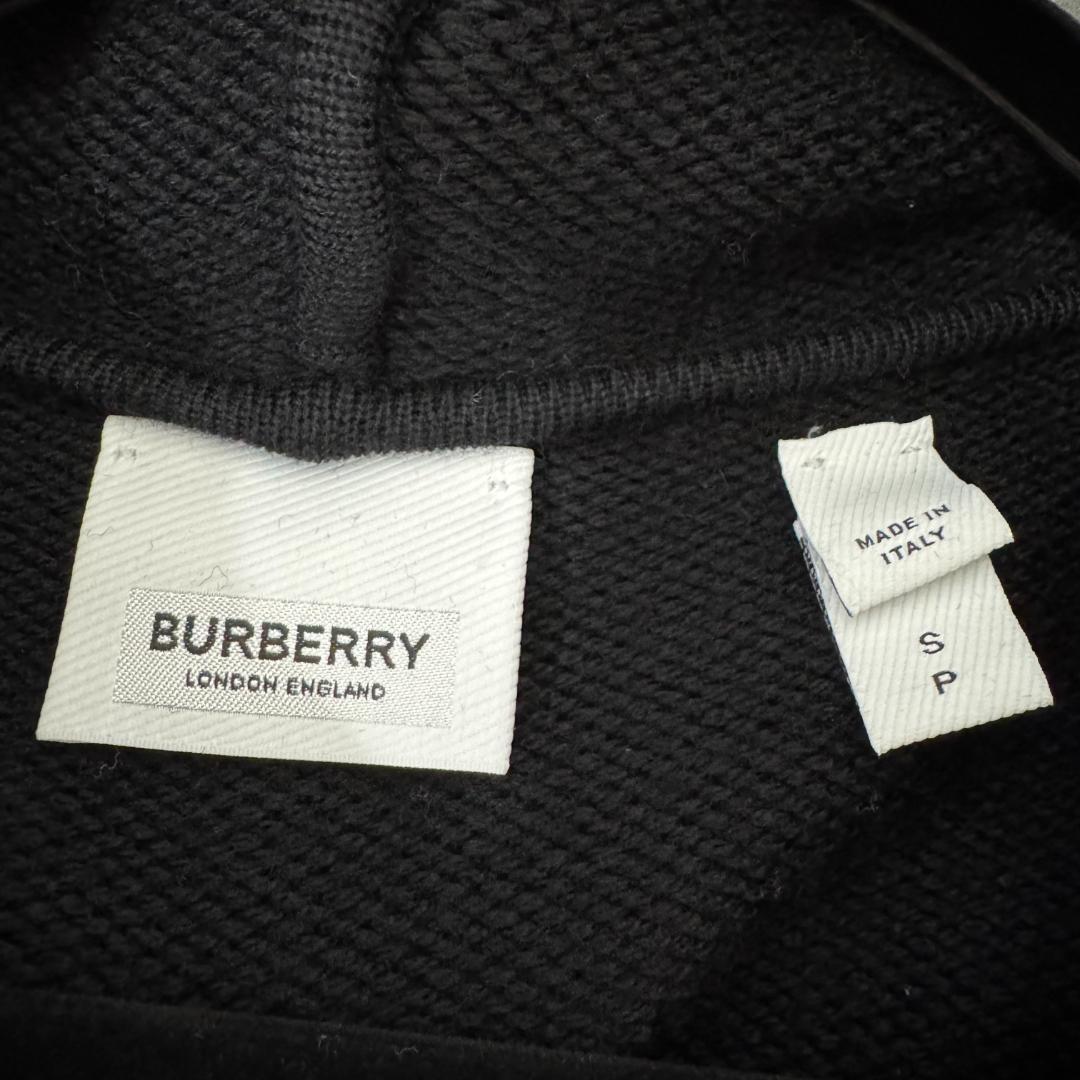 BURBERRY
LONDON ENGLAND
MADE IN
ITALY
S
P